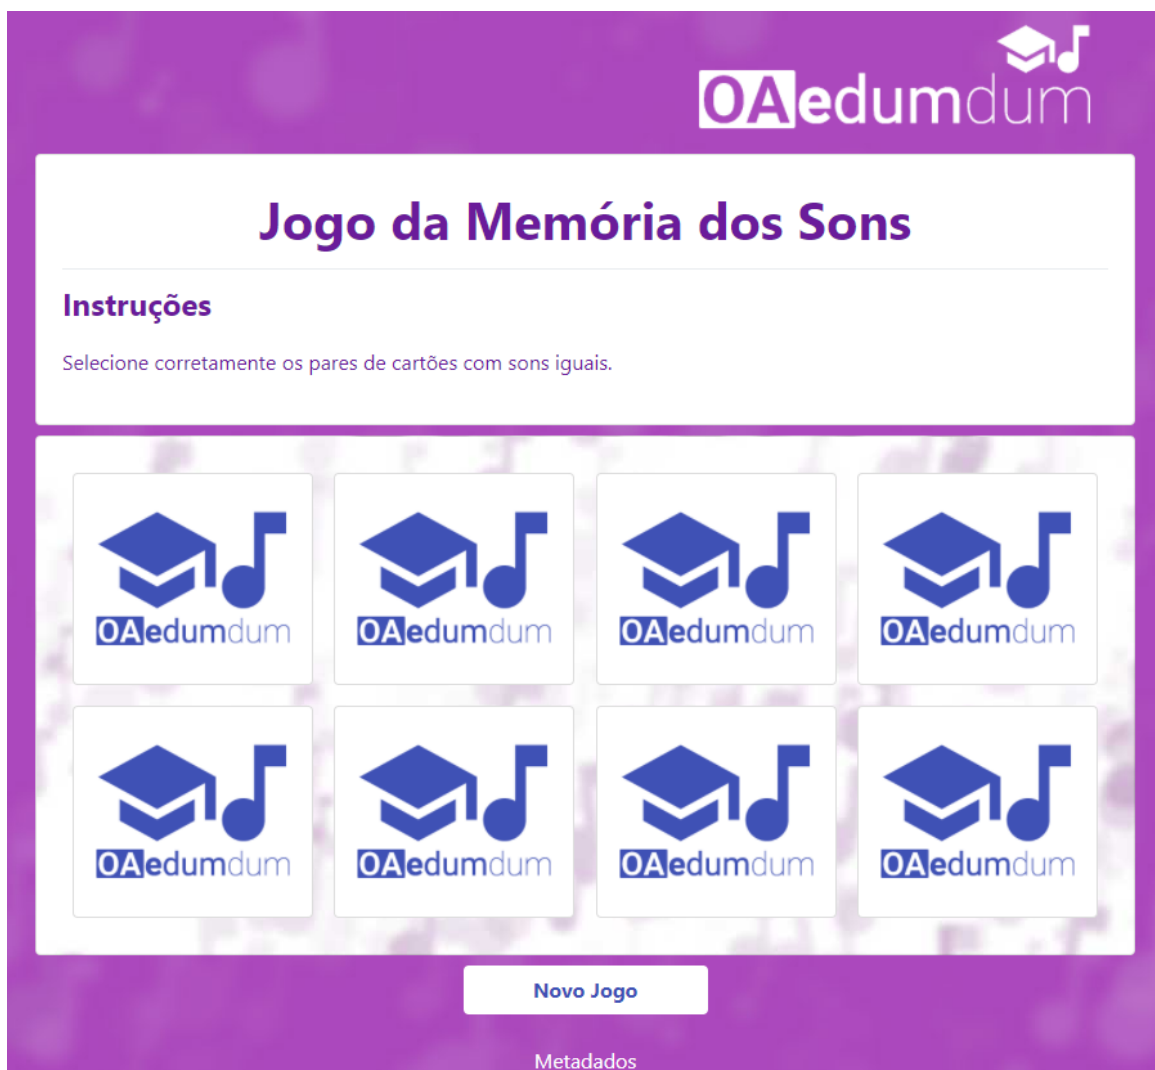 OAedumdum
Jogo da Memória dos Sons
Instruções
Selecione corretamente os pares de cartões com sons iguais.
OAedumdum OAedumdum OAedumdum OAedumdum
OAedumdum OAedumdum OAedumdum OAedumdum
Novo Jogo
Metadados